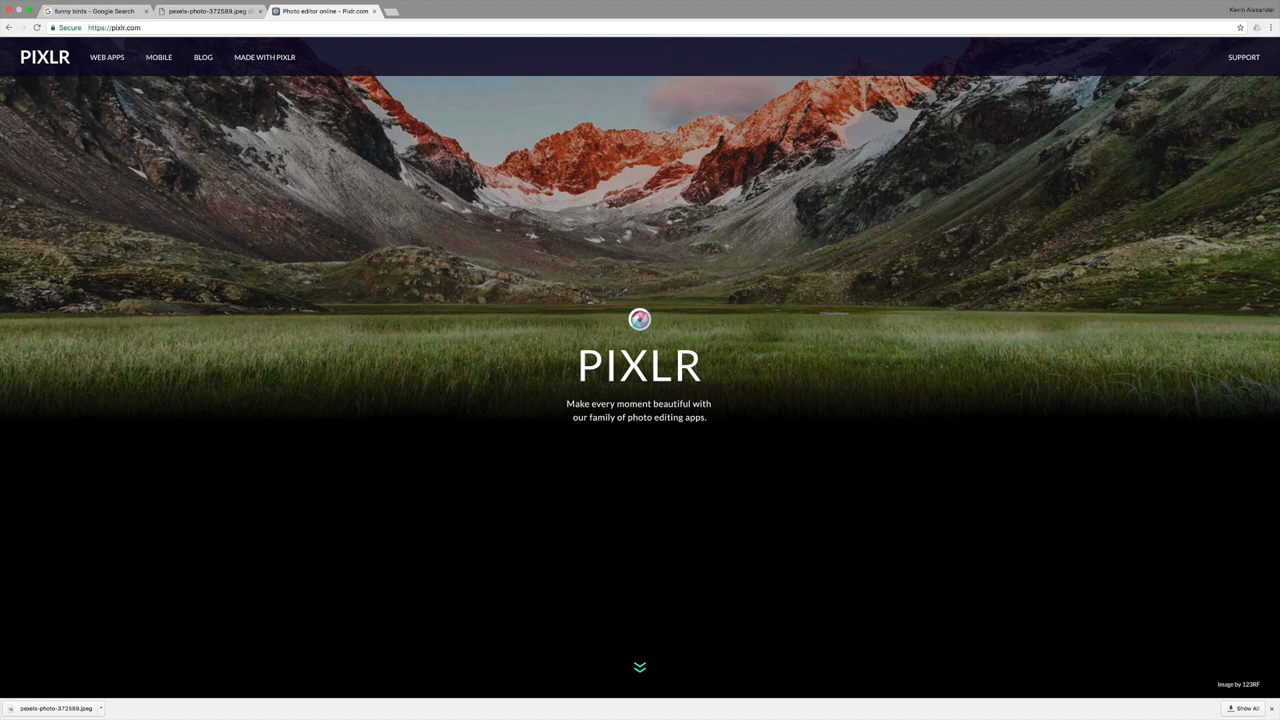 Kevin Alexander
funny birds - Google Search
pexels-photo-372589.jpeg
Photo editor online - Pixlr.com
Secure
https://pixlr.com
PIXLR
WEB APPS
MOBILE
BLOG
MADE WITH PIXLR
SUPPORT
PIXLR
Make every moment beautiful with
our family of photo editing apps.
Image by 123RF
pexels-photo-372589.jpeg
Show All